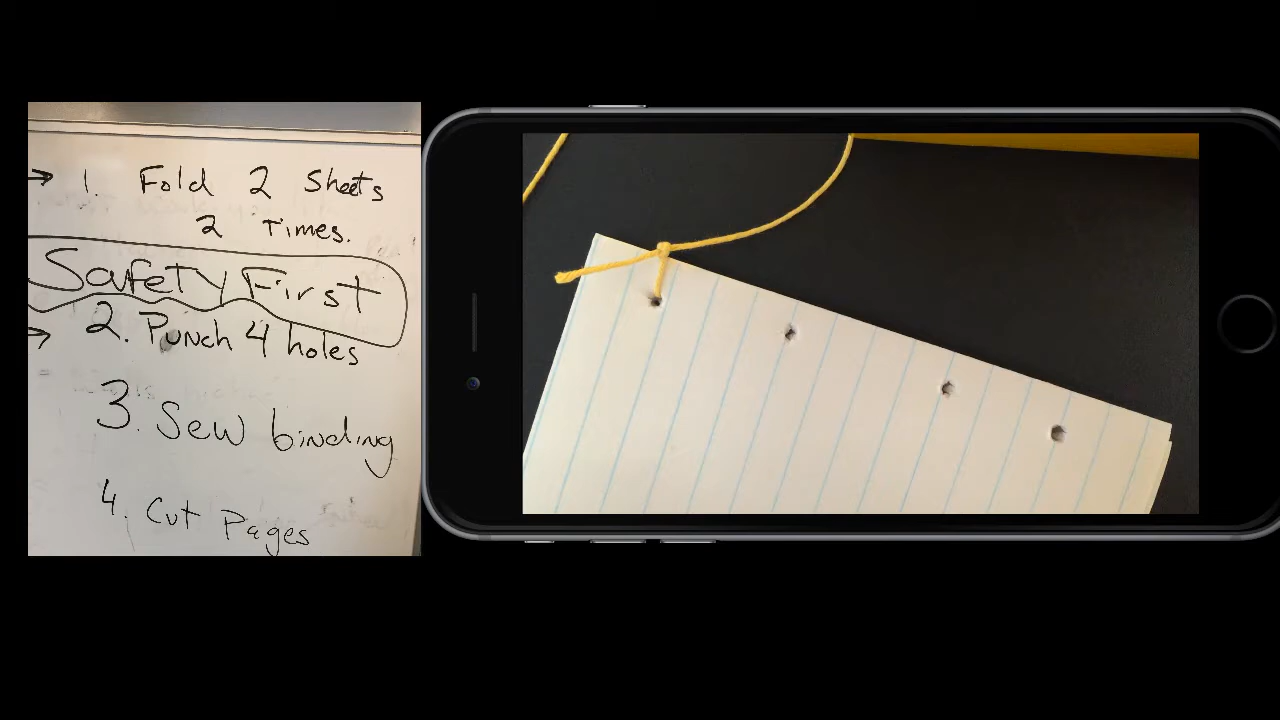 → 1. Fold 2 Sheets
2 Times.
Safety First
→ 2. Punch 4 holes
3. Sew binding
4. Cut Pages